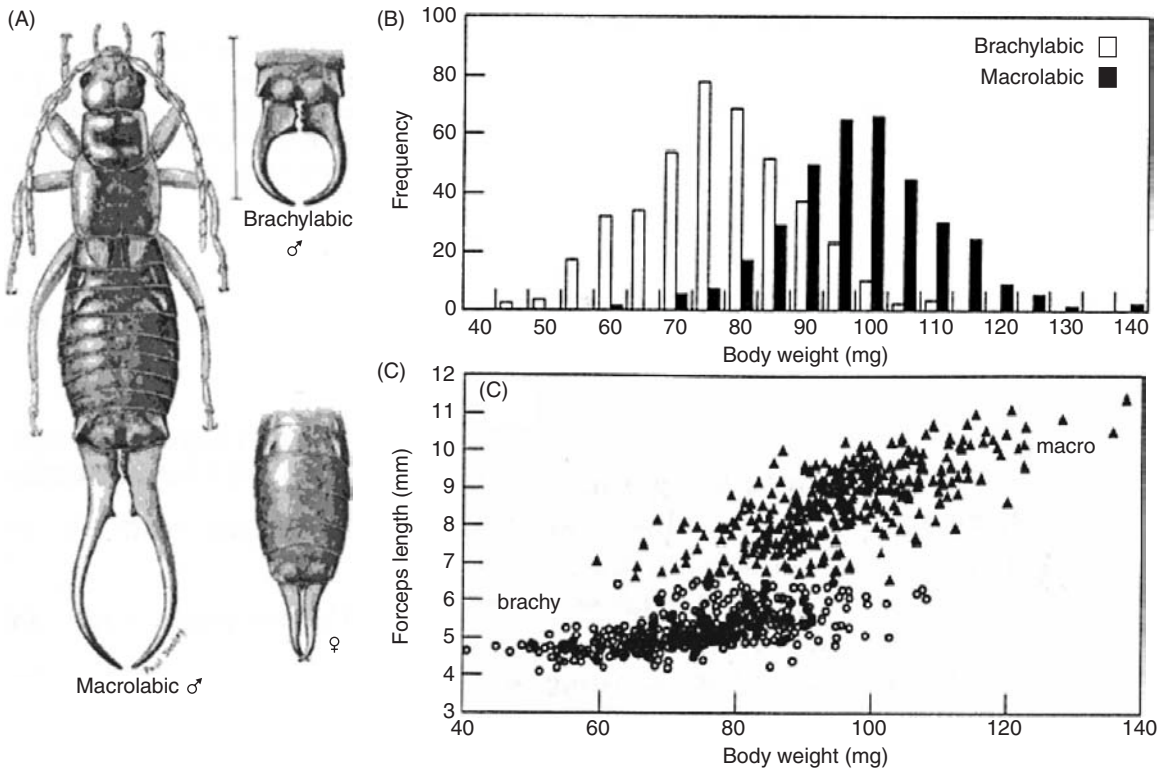 (A)
Brachylabic
♂
♀
Macrolabic ♂
(B)
100
80
60
40
20
0
Frequency
Brachylabic
Macrolabic
40 50 60 70 80 90 100 110 120 130 140
Body weight (mg)
(C)
(C)
12
11
10
9
8
7
6
5
4
3
Forceps length (mm)
macro
brachy
40 60 80 100 120 140
Body weight (mg)